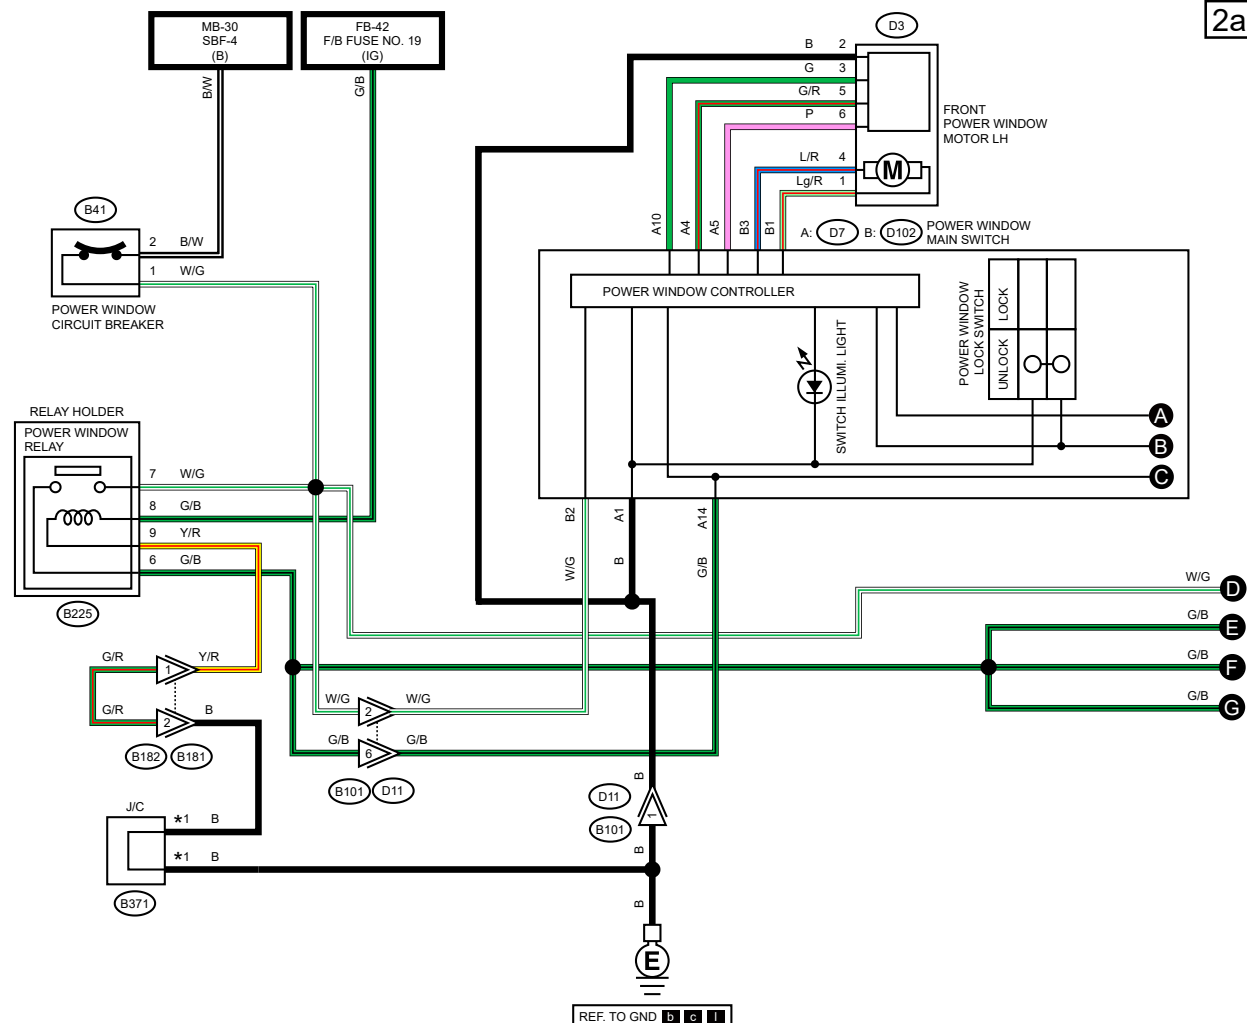 2a
MB-30
SBF-4
(B)
FB-42
F/B FUSE NO. 19
(IG)
B/W
G/B
D3
B 2
G 3
G/R 5
P 6
L/R 4
Lg/R 1
M
FRONT
POWER WINDOW
MOTOR LH
A10
A4
A5
B3
B1
A: D7 B: D102
POWER WINDOW
MAIN SWITCH
B41
2 B/W
1 W/G
POWER WINDOW
CIRCUIT BREAKER
POWER WINDOW CONTROLLER
SWITCH ILLUMI. LIGHT
POWER WINDOW
LOCK SWITCH
LOCK
UNLOCK
A
B
C
RELAY HOLDER
POWER WINDOW
RELAY
7 W/G
8 G/B
9 Y/R
6 G/B
B225
B2
A1
A14
W/G
B
G/B
W/G
D
G/B
E
G/B
F
G/B
G
G/R 1 Y/R
G/R 2 B
B182 B181
W/G 2 W/G
G/B 6 G/B
B101 D11
B
D11
1
B101
B
J/C
*1 B
*1 B
B371
B
E
REF. TO GND b c l